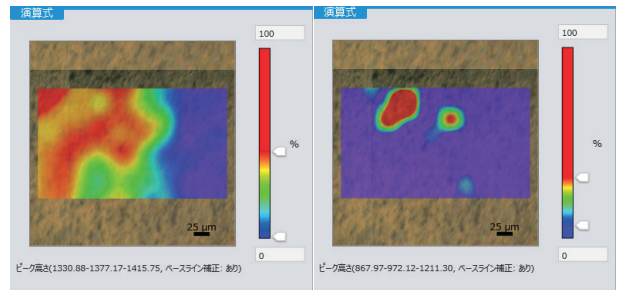 演算式
100
%
25 µm
0
ピーク高さ(1330.88-1377.17-1415.75, ベースライン補正: あり)
演算式
100
%
25 µm
0
ピーク高さ(867.97-972.12-1211.30, ベースライン補正: あり)